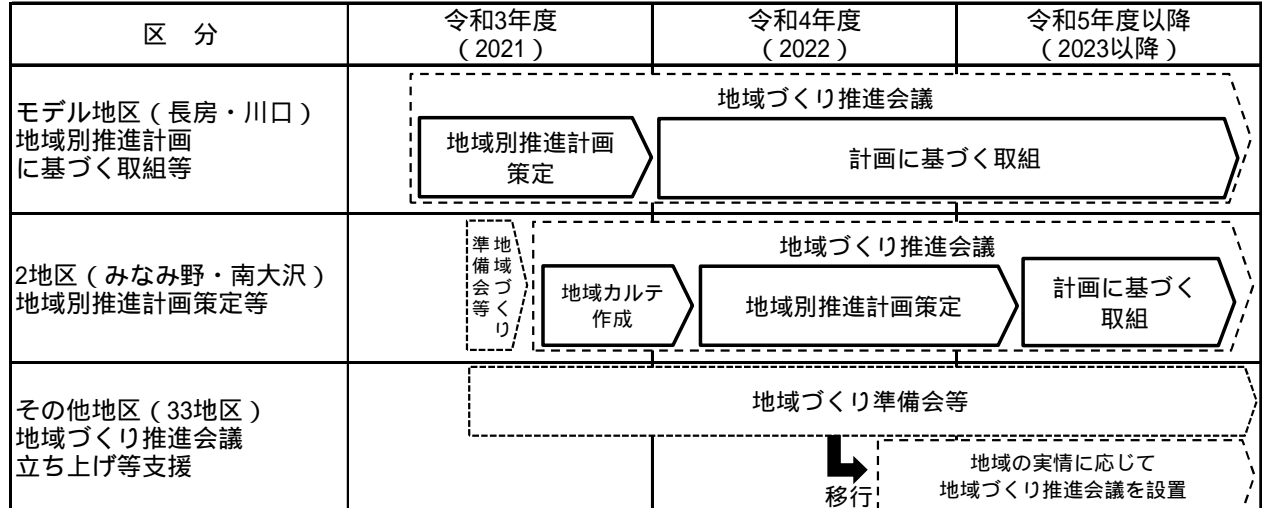 区　分
令和3年度
（2021）
令和4年度
（2022）
令和5年度以降
（2023以降）
モデル地区（長房・川口）
地域別推進計画
に基づく取組等
地域づくり推進会議
地域別推進計画
策定
計画に基づく取組
2地区（みなみ野・南大沢）
地域別推進計画策定等
地域づくり
準備会等
地域づくり推進会議
地域カルテ
作成
地域別推進計画策定
計画に基づく
取組
その他地区（33地区）
地域づくり推進会議
立ち上げ等支援
地域づくり準備会等
移行
地域の実情に応じて
地域づくり推進会議を設置